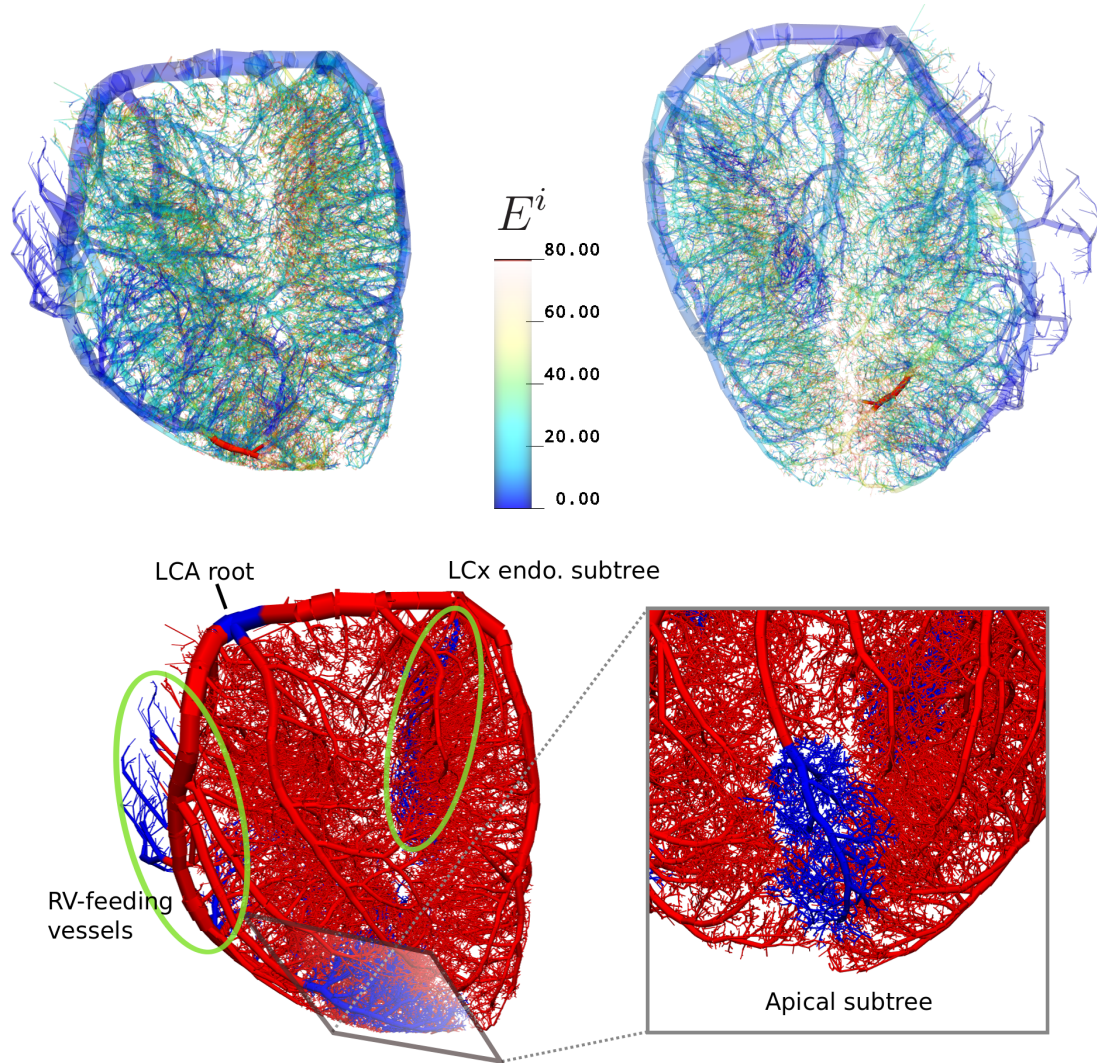 E^i
80.00
60.00
40.00
20.00
0.00
LCA root
LCx endo. subtree
RV-feeding
vessels
Apical subtree